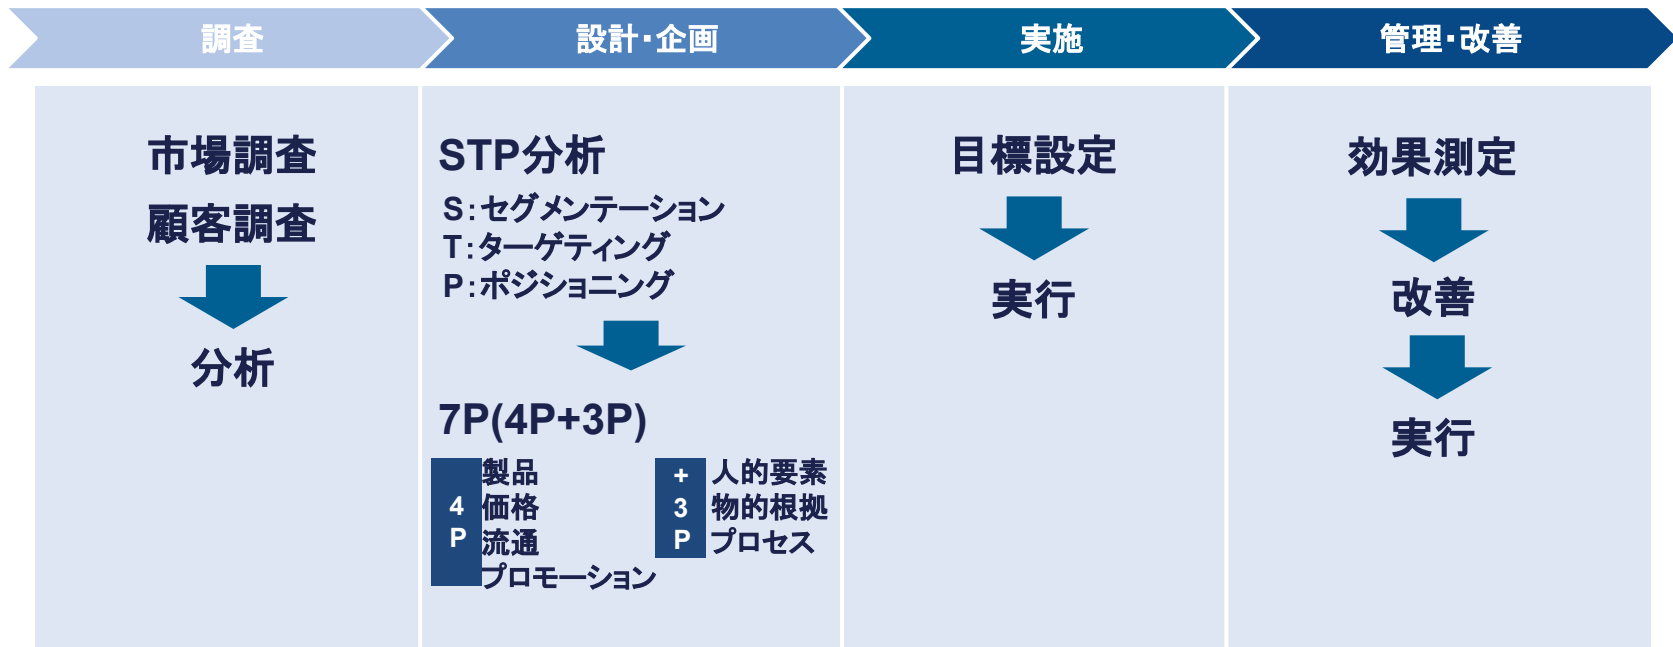 調査
設計・企画
実施
管理・改善
市場調査
顧客調査
分析
STP分析
S：セグメンテーション
T：ターゲティング
P：ポジショニング
7P(4P+3P)
4P
製品
価格
流通
プロモーション
+3P
人的要素
物的根拠
プロセス
目標設定
実行
効果測定
改善
実行